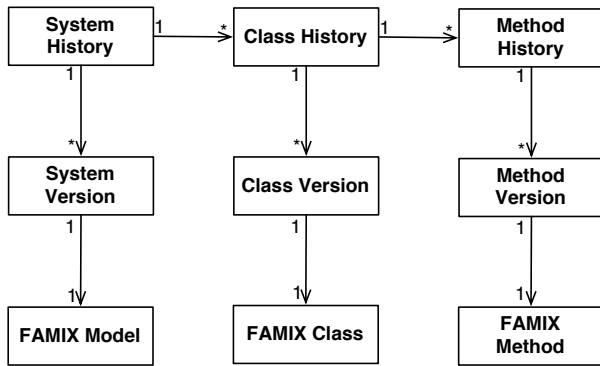 System History
1
*
Class History
1
*
Method History
1
1
1
*
*
*
System Version
Class Version
Method Version
1
1
1
1
1
1
FAMIX Model
FAMIX Class
FAMIX Method